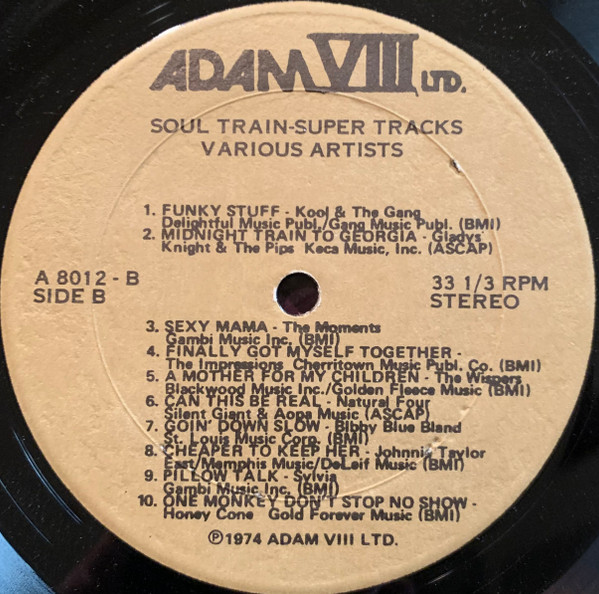 ADAM VIII LTD.
SOUL TRAIN-SUPER TRACKS
VARIOUS ARTISTS
1. FUNKY STUFF - Kool & The Gang
Delightful Music Publ./Gang Music Publ. (BMI)
2. MIDNIGHT TRAIN TO GEORGIA - Gladys
Knight & The Pips Keca Music, Inc. (ASCAP)
A 8012 - B
SIDE B
33 1/3 RPM
STEREO
3. SEXY MAMA - The Moments
Gambi Music Inc. (BMI)
4. FINALLY GOT MYSELF TOGETHER -
The Impressions Cherritown Music Publ. Co. (BMI)
5. A MOTHER FOR MY CHILDREN - The Wispers
Blackwood Music Inc./Golden Fleece Music (BMI)
6. CAN THIS BE REAL - Natural Four
Silent Giant & Aopa Music (ASCAP)
7. GOIN' DOWN SLOW - Bibby Blue Bland
St. Louis Music Corp. (BMI)
8. CHEAPER TO KEEP HER - Johnnie Taylor
East/Memphis Music/DeLeif Music (BMI)
9. PILLOW TALK - Sylvia
Gambi Music Inc. (BMI)
10. ONE MONKEY DON'T STOP NO SHOW -
Honey Cone Gold Forever Music (BMI)
Ⓟ1974 ADAM VIII LTD.